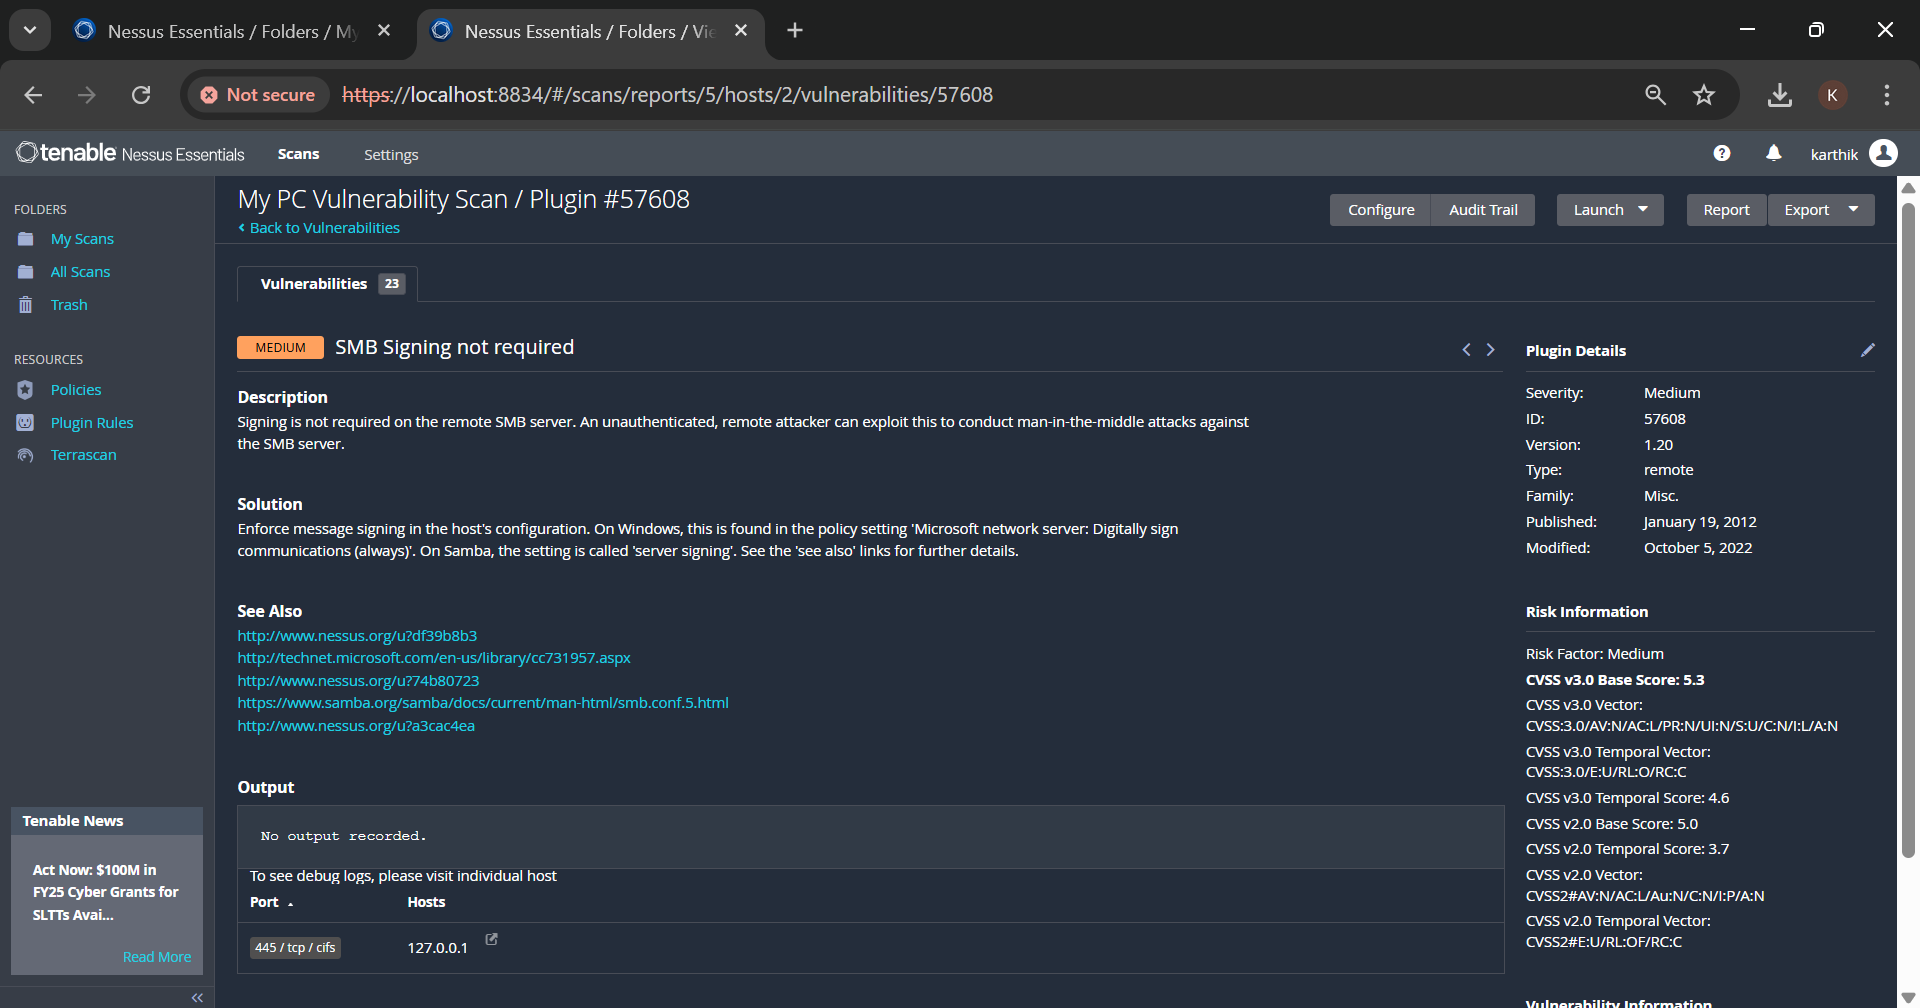 Nessus Essentials / Folders / My
Nessus Essentials / Folders / Vie
Not secure
https://localhost:8834/#/scans/reports/5/hosts/2/vulnerabilities/57608
K
tenable Nessus Essentials
Scans
Settings
?
karthik
FOLDERS
My Scans
All Scans
Trash
RESOURCES
Policies
Plugin Rules
Terrascan
Tenable News
Act Now: $100M in
FY25 Cyber Grants for
SLTTs Avai...
Read More
My PC Vulnerability Scan / Plugin #57608
Back to Vulnerabilities
Configure
Audit Trail
Launch
Report
Export
Vulnerabilities 23
MEDIUM SMB Signing not required
Description
Signing is not required on the remote SMB server. An unauthenticated, remote attacker can exploit this to conduct man-in-the-middle attacks against
the SMB server.
Solution
Enforce message signing in the host's configuration. On Windows, this is found in the policy setting 'Microsoft network server: Digitally sign
communications (always)'. On Samba, the setting is called 'server signing'. See the 'see also' links for further details.
See Also
http://www.nessus.org/u?df39b8b3
http://technet.microsoft.com/en-us/library/cc731957.aspx
http://www.nessus.org/u?74b80723
https://www.samba.org/samba/docs/current/man-html/smb.conf.5.html
http://www.nessus.org/u?a3cac4ea
Output
No output recorded.
To see debug logs, please visit individual host
Port Hosts
445 / tcp / cifs 127.0.0.1
Plugin Details
Severity: Medium
ID: 57608
Version: 1.20
Type: remote
Family: Misc.
Published: January 19, 2012
Modified: October 5, 2022
Risk Information
Risk Factor: Medium
CVSS v3.0 Base Score: 5.3
CVSS v3.0 Vector:
CVSS:3.0/AV:N/AC:L/PR:N/UI:N/S:U/C:N/I:L/A:N
CVSS v3.0 Temporal Vector:
CVSS:3.0/E:U/RL:O/RC:C
CVSS v3.0 Temporal Score: 4.6
CVSS v2.0 Base Score: 5.0
CVSS v2.0 Temporal Score: 3.7
CVSS v2.0 Vector:
CVSS2#AV:N/AC:L/Au:N/C:N/I:P/A:N
CVSS v2.0 Temporal Vector:
CVSS2#E:U/RL:OF/RC:C
Vulnerability Information